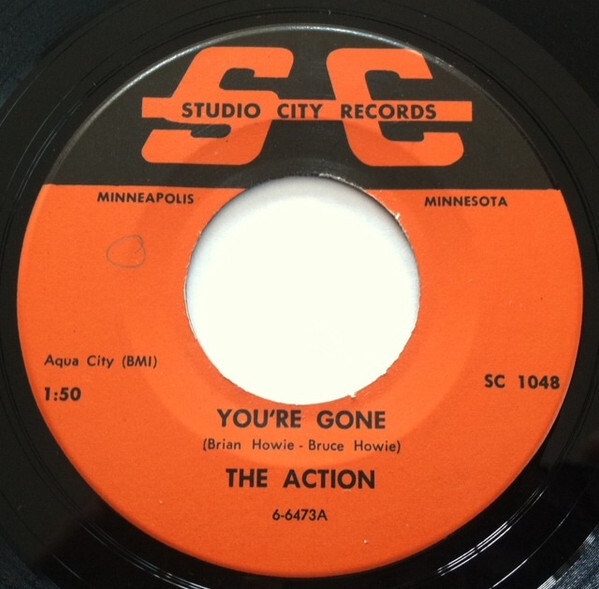 SC
STUDIO CITY RECORDS
MINNEAPOLIS
MINNESOTA
Aqua City (BMI)
1:50
SC 1048
YOU'RE GONE
(Brian Howie - Bruce Howie)
THE ACTION
6-6473A